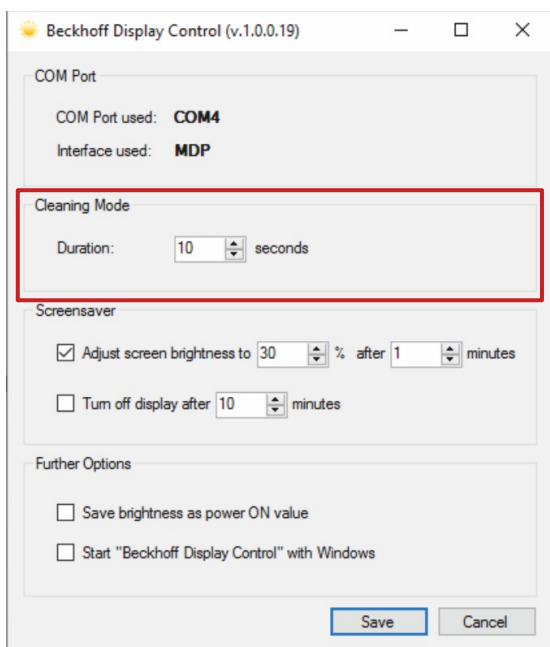 Beckhoff Display Control (v.1.0.0.19)
COM Port
COM Port used: COM4
Interface used: MDP
Cleaning Mode
Duration: 10 seconds
Screensaver
Adjust screen brightness to 30 % after 1 minutes
Turn off display after 10 minutes
Further Options
Save brightness as power ON value
Start "Beckhoff Display Control" with Windows
Save Cancel